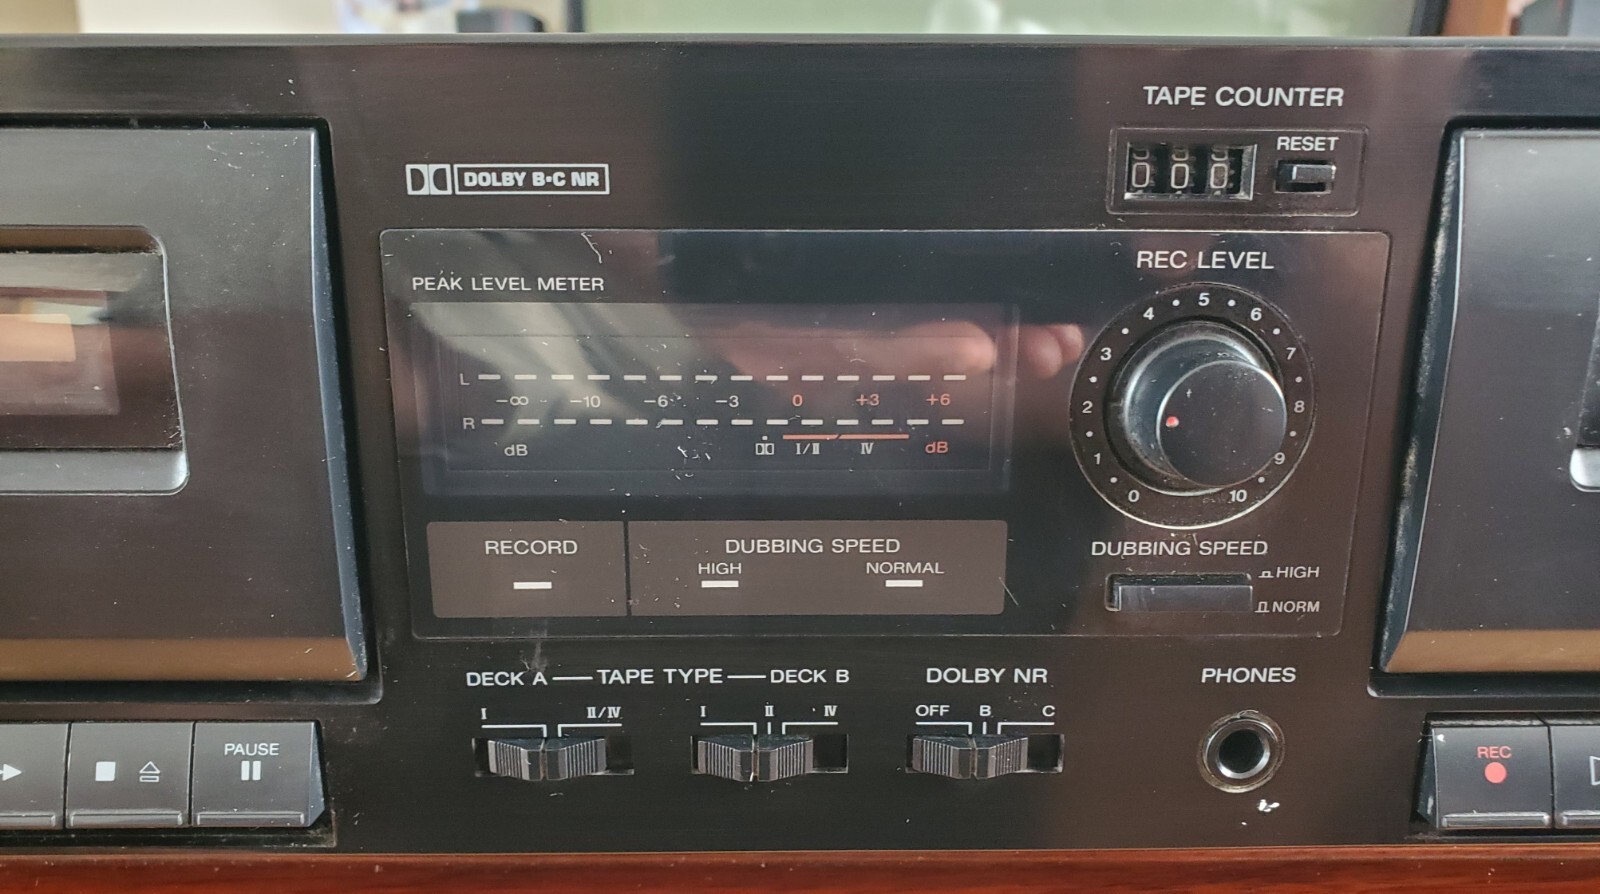 TAPE COUNTER
RESET
000
DOLBY B·C NR
REC LEVEL
PEAK LEVEL METER
0 1 2 3 4 5 6 7 8 9 10
L
−∞ −10 −6 −3 0 +3 +6
R
dB I/II IV dB
RECORD
DUBBING SPEED
HIGH NORMAL
DUBBING SPEED
HIGH
NORM
DECK A — TAPE TYPE — DECK B
DOLBY NR
PHONES
I II/IV
I II IV
OFF B C
PAUSE
REC